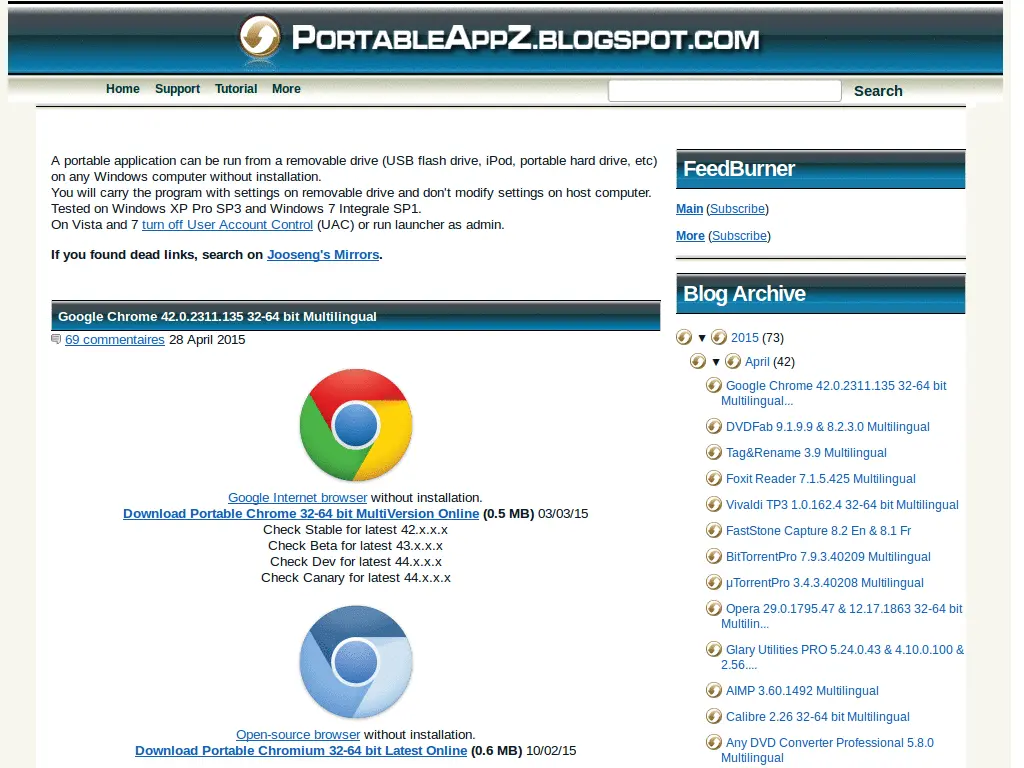 PORTABLEAPPZ.BLOGSPOT.COM
Home Support Tutorial More
Search
A portable application can be run from a removable drive (USB flash drive, iPod, portable hard drive, etc)
on any Windows computer without installation.
You will carry the program with settings on removable drive and don't modify settings on host computer.
Tested on Windows XP Pro SP3 and Windows 7 Integrale SP1.
On Vista and 7 turn off User Account Control (UAC) or run launcher as admin.
If you found dead links, search on Jooseng's Mirrors.
Google Chrome 42.0.2311.135 32-64 bit Multilingual
69 commentaires 28 April 2015
Google Internet browser without installation.
Download Portable Chrome 32-64 bit MultiVersion Online (0.5 MB) 03/03/15
Check Stable for latest 42.x.x.x
Check Beta for latest 43.x.x.x
Check Dev for latest 44.x.x.x
Check Canary for latest 44.x.x.x
Open-source browser without installation.
Download Portable Chromium 32-64 bit Latest Online (0.6 MB) 10/02/15
FeedBurner
Main (Subscribe)
More (Subscribe)
Blog Archive
▼ 2015 (73)
▼ April (42)
Google Chrome 42.0.2311.135 32-64 bit
Multilingual...
DVDFab 9.1.9.9 & 8.2.3.0 Multilingual
Tag&Rename 3.9 Multilingual
Foxit Reader 7.1.5.425 Multilingual
Vivaldi TP3 1.0.162.4 32-64 bit Multilingual
FastStone Capture 8.2 En & 8.1 Fr
BitTorrentPro 7.9.3.40209 Multilingual
µTorrentPro 3.4.3.40208 Multilingual
Opera 29.0.1795.47 & 12.17.1863 32-64 bit
Multilin...
Glary Utilities PRO 5.24.0.43 & 4.10.0.100 &
2.56....
AIMP 3.60.1492 Multilingual
Calibre 2.26 32-64 bit Multilingual
Any DVD Converter Professional 5.8.0
Multilingual